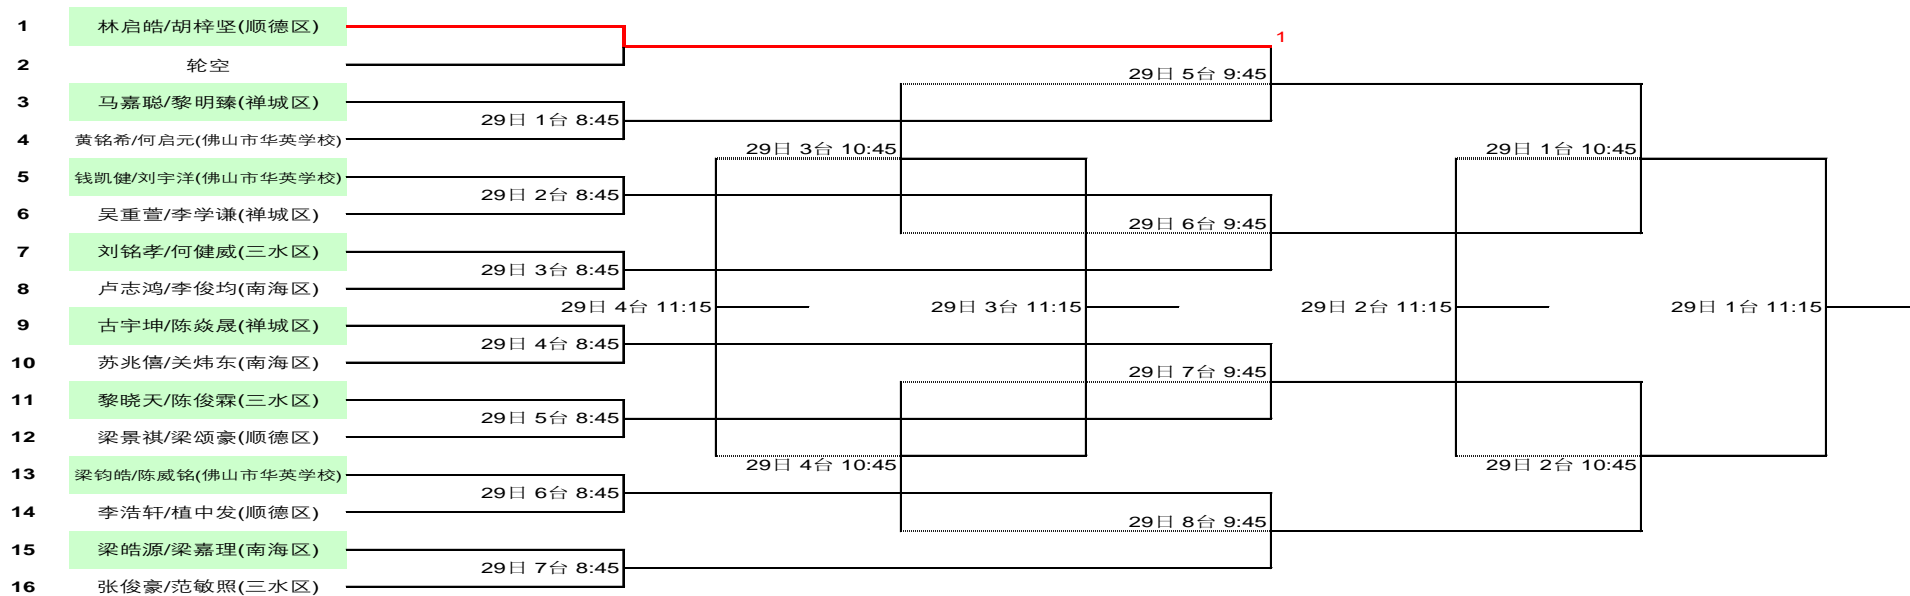 1 林启皓/胡梓坚(顺德区)
1
2 轮空
29日 5台 9:45
3 马嘉聪/黎明臻(禅城区)
29日 1台 8:45
4 黄铭希/何启元(佛山市华英学校)
29日 3台 10:45 29日 1台 10:45
5 钱凯健/刘宇洋(佛山市华英学校)
29日 2台 8:45
6 吴重萱/李学谦(禅城区)
29日 6台 9:45
7 刘铭孝/何健威(三水区)
29日 3台 8:45
8 卢志鸿/李俊均(南海区)
29日 4台 11:15 29日 3台 11:15 29日 2台 11:15 29日 1台 11:15
9 古宇坤/陈焱晟(禅城区)
29日 4台 8:45
10 苏兆僖/关炜东(南海区)
29日 7台 9:45
11 黎晓天/陈俊霖(三水区)
29日 5台 8:45
12 梁景祺/梁颂豪(顺德区)
29日 4台 10:45 29日 2台 10:45
13 梁钧皓/陈威铭(佛山市华英学校)
29日 6台 8:45
14 李浩轩/植中发(顺德区)
29日 8台 9:45
15 梁皓源/梁嘉理(南海区)
29日 7台 8:45
16 张俊豪/范敏照(三水区)